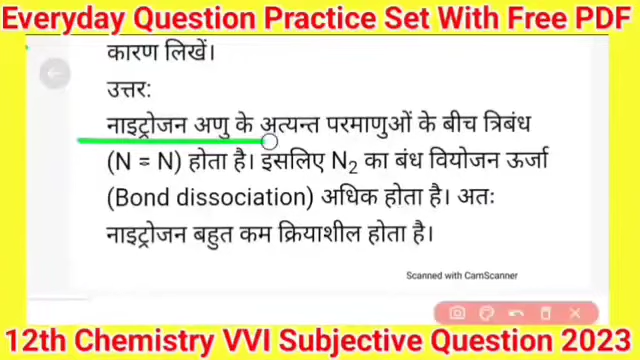 Everyday Question Practice Set With Free PDF
कारण लिखें।
उत्तर:
नाइट्रोजन अणु के अत्यन्त परमाणुओं के बीच त्रिबंध
(N = N) होता है। इसलिए N₂ का बंध वियोजन ऊर्जा
(Bond dissociation) अधिक होता है। अतः
नाइट्रोजन बहुत कम क्रियाशील होता है।
Scanned with CamScanner
12th Chemistry VVI Subjective Question 2023